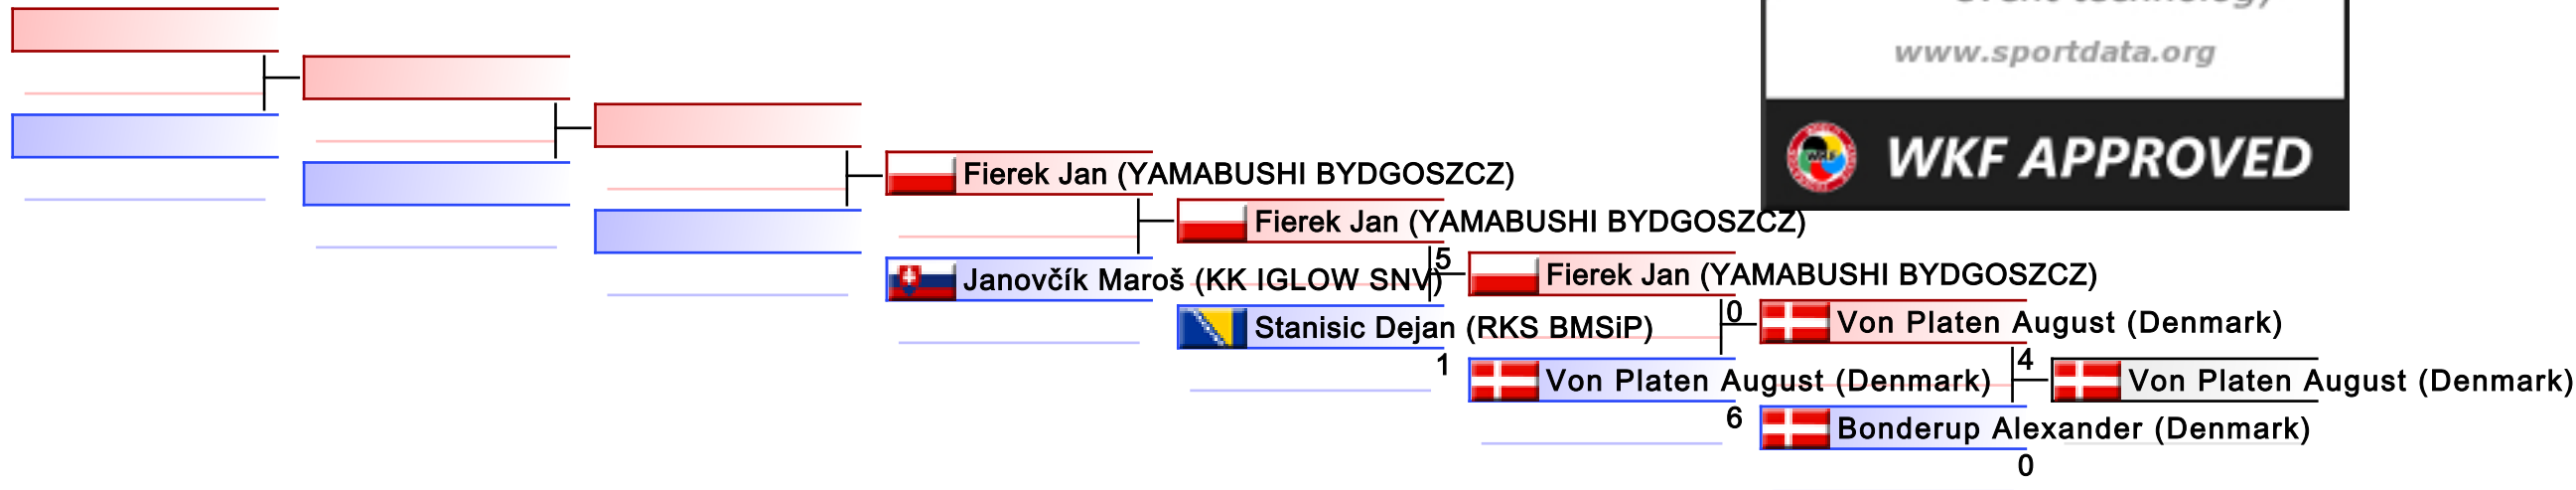 event technology
www.sportdata.org
WKF APPROVED
Fierek Jan (YAMABUSHI BYDGOSZCZ)
Fierek Jan (YAMABUSHI BYDGOSZCZ)
5
Janovčík Maroš (KK IGLOW SNV)
Fierek Jan (YAMABUSHI BYDGOSZCZ)
0
Stanisic Dejan (RKS BMSiP)
1
Von Platen August (Denmark)
4
Von Platen August (Denmark)
6
Von Platen August (Denmark)
Bonderup Alexander (Denmark)
0